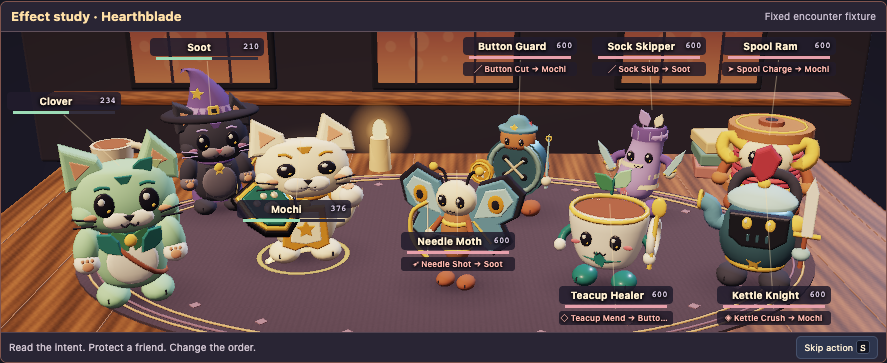 Effect study · Hearthblade
Fixed encounter fixture
Soot 210
Button Guard 600
Button Cut → Mochi
Sock Skipper 600
Sock Skip → Soot
Spool Ram 600
Spool Charge → Mochi
Clover 234
Mochi 376
Needle Moth 600
Needle Shot → Soot
Teacup Healer 600
Teacup Mend → Butto...
Kettle Knight 600
Kettle Crush → Mochi
Read the intent. Protect a friend. Change the order.
Skip action S